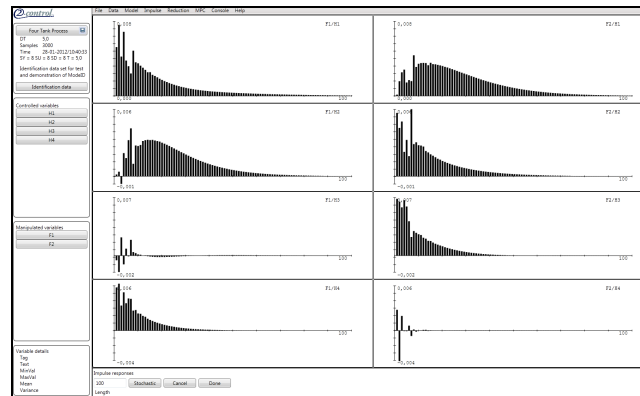 2-control.
File Data Model Impulse Reduction MPC Console Help
Four Tank Process
DT 5,0
Samples 3000
Time 28-01-2012/10:40:33
SY = 8 SU = 8 SD = 8 T = 5,0
Identification data set for test
and demonstration of ModelID
Identification data
Controlled variables
H1
H2
H3
H4
Manipulated variables
F1
F2
Variable details
Tag
Text
MinVal
MaxVal
Mean
Variance
0,008
F1/H1
0,000
100
0,008
F2/H1
0,000
100
0,006
F1/H2
-0,001
100
F2/H2
-0,001
100
0,007
F1/H3
-0,002
100
0,007
F2/H3
-0,002
100
0,006
F1/H4
-0,004
100
0,006
F2/H4
-0,004
100
Impulse responses
100 Stochastic Cancel Done
Length